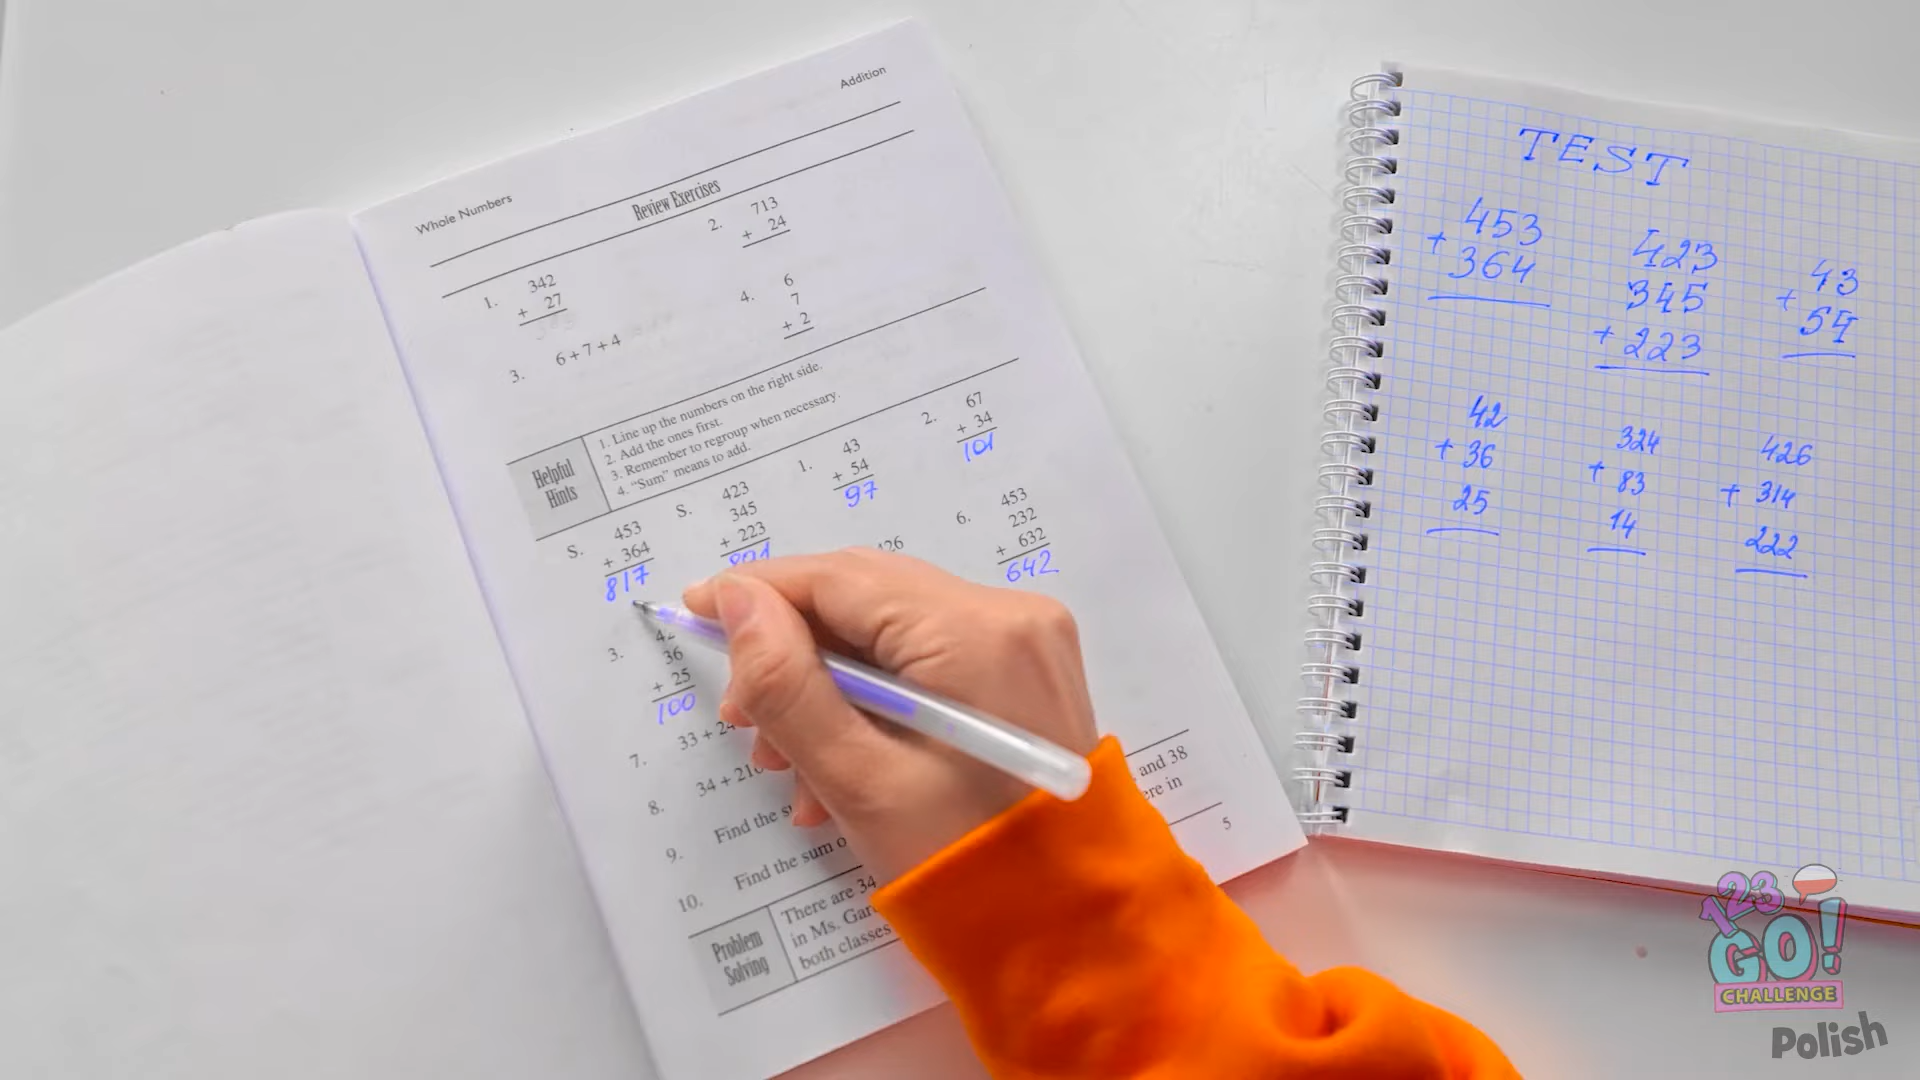 Whole Numbers
Addition
Review Exercises
1. 342
+ 27
2. 713
+ 24
3. 6 + 7 + 4
4. 6
7
+ 2
Helpful Hints
1. Line up the numbers on the right side.
2. Add the ones first.
3. Remember to regroup when necessary.
4. "Sum" means to add.
S. 453
+ 364
817
S. 423
345
+ 223
1. 43
+ 54
97
2. 67
+ 34
101
3.
36
+ 25
100
426
6. 453
232
+ 632
642
7. 33 + 24
8. 34 +
9. Find the
10. Find the sum
Problem Solving
There are 34
in Ms.
both classes
and 38
in
5
TEST
453
+ 364
423
345
+ 223
43
+ 54
42
+ 36
25
324
+ 83
14
426
+ 314
222
123
GO!
CHALLENGE
Polish